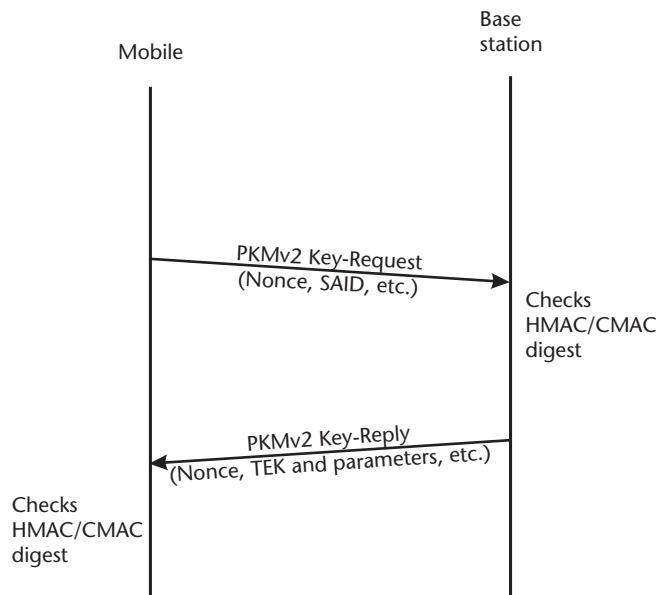 Mobile
Base
station
PKMv2 Key-Request
(Nonce, SAID, etc.)
Checks
HMAC/CMAC
digest
PKMv2 Key-Reply
(Nonce, TEK and parameters, etc.)
Checks
HMAC/CMAC
digest